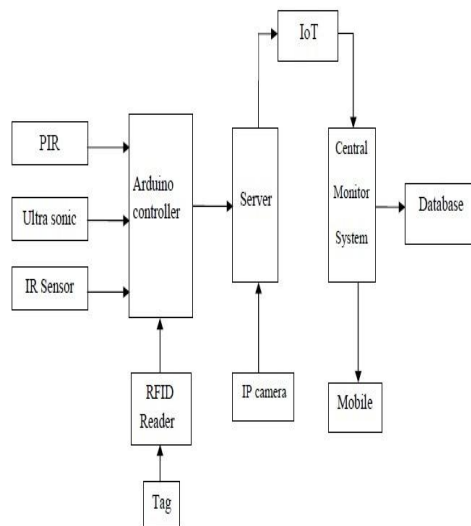 IoT
PIR
Ultra sonic
IR Sensor
Arduino
controller
Server
Central
Monitor
System
Database
RFID
Reader
IP camera
Mobile
Tag